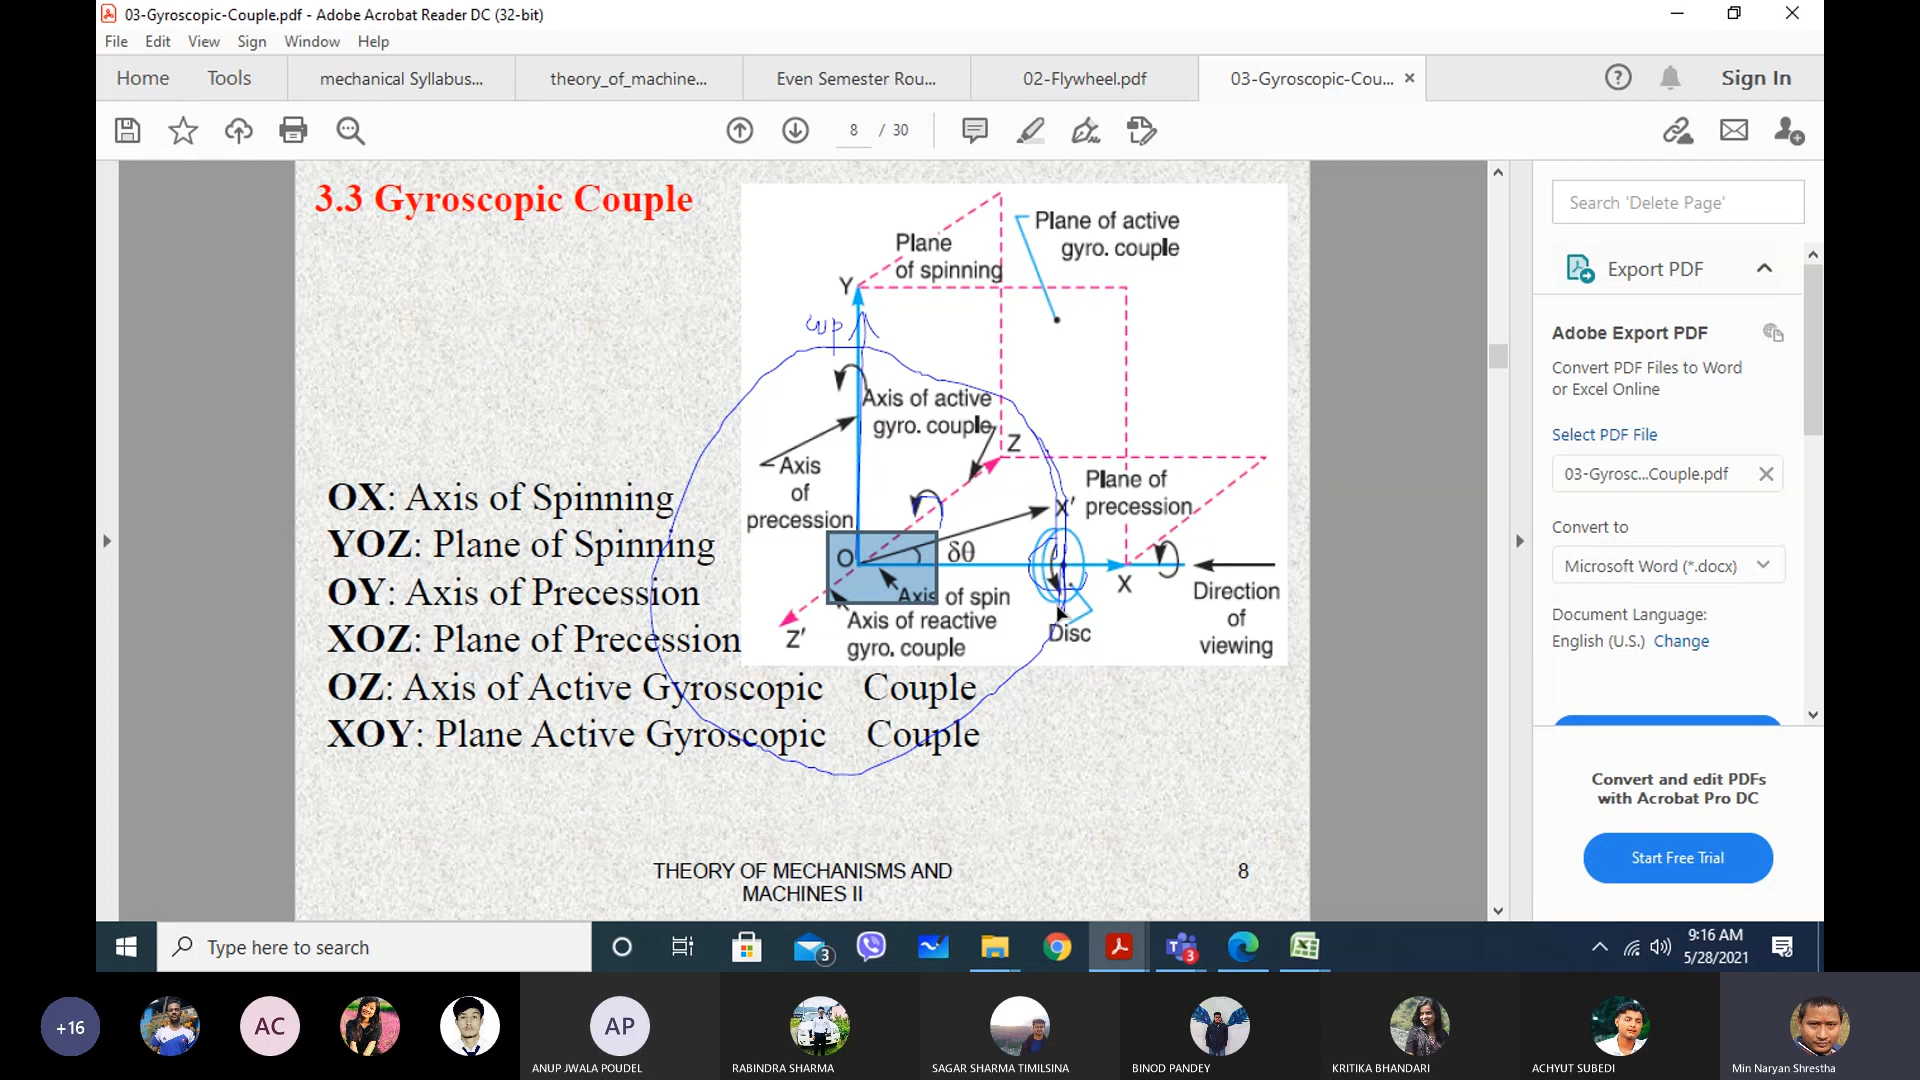 03-Gyroscopic-Couple.pdf - Adobe Acrobat Reader DC (32-bit)
File Edit View Sign Window Help
Home Tools mechanical Syllabus... theory_of_machine... Even Semester Rou... 02-Flywheel.pdf 03-Gyroscopic-Cou... Sign In
8 / 30
3.3 Gyroscopic Couple
OX: Axis of Spinning
YOZ: Plane of Spinning
OY: Axis of Precession
XOZ: Plane of Precession
OZ: Axis of Active Gyroscopic Couple
XOY: Plane Active Gyroscopic Couple
Plane
of spinning
Plane of active
gyro. couple
Y
ωp
Axis of active
gyro. couple
Z
Axis
of
precession
Plane of
precession
X'
O
δθ
X
Axis of spin
Z'
Axis of reactive
gyro. couple
Disc
Direction
of
viewing
THEORY OF MECHANISMS AND
MACHINES II
8
Search 'Delete Page'
Export PDF
Adobe Export PDF
Convert PDF Files to Word
or Excel Online
Select PDF File
03-Gyrosc...Couple.pdf
Convert to
Microsoft Word (*.docx)
Document Language:
English (U.S.) Change
Convert and edit PDFs
with Acrobat Pro DC
Start Free Trial
Type here to search
3
3
9:16 AM
5/28/2021
+16
AC
AP
ANUP JWALA POUDEL
RABINDRA SHARMA
SAGAR SHARMA TIMILSINA
BINOD PANDEY
KRITIKA BHANDARI
ACHYUT SUBEDI
Min Naryan Shrestha